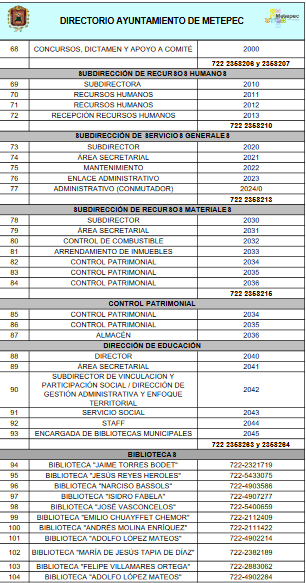 DIRECTORIO AYUNTAMIENTO DE METEPEC
Metepec
68 CONCURSOS, DICTAMEN Y APOYO A COMITÉ 2000
722 2358206 y 2358207
SUBDIRECCIÓN DE RECURSOS HUMANOS
69 SUBDIRECTORA 2010
70 RECURSOS HUMANOS 2011
71 RECURSOS HUMANOS 2012
72 RECEPCIÓN RECURSOS HUMANOS 2013
722 2358210
SUBDIRECCIÓN DE SERVICIOS GENERALES
73 SUBDIRECTOR 2020
74 ÁREA SECRETARIAL 2021
75 MANTENIMIENTO 2022
76 ENLACE ADMINISTRATIVO 2023
77 ADMINISTRATIVO (CONMUTADOR) 2024/0
722 2358213
SUBDIRECCIÓN DE RECURSOS MATERIALES
78 SUBDIRECTOR 2030
79 ÁREA SECRETARIAL 2031
80 CONTROL DE COMBUSTIBLE 2032
81 ARRENDAMIENTO DE INMUEBLES 2033
82 CONTROL PATRIMONIAL 2034
83 CONTROL PATRIMONIAL 2035
84 CONTROL PATRIMONIAL 2036
722 2358215
CONTROL PATRIMONIAL
85 CONTROL PATRIMONIAL 2034
86 CONTROL PATRIMONIAL 2035
87 ALMACÉN 2036
DIRECCIÓN DE EDUCACIÓN
88 DIRECTOR 2040
89 ÁREA SECRETARIAL 2041
90 SUBDIRECTOR DE VINCULACION Y
PARTICIPACIÓN SOCIAL / DIRECCIÓN DE
GESTIÓN ADMINISTRATIVA Y ENFOQUE
TERRITORIAL 2042
91 SERVICIO SOCIAL 2043
92 STAFF 2044
93 ENCARGADA DE BIBLIOTECAS MUNICIPALES 2045
722 2358263 y 2358264
BIBLIOTECAS
94 BIBLIOTECA "JAIME TORRES BODET" 722-2321719
95 BIBLIOTECA "JESÚS REYES HEROLES" 722-5433075
96 BIBLIOTECA "NARCISO BASSOLS" 722-4903586
97 BIBLIOTECA "ISIDRO FABELA" 722-4907277
98 BIBLIOTECA "JOSÉ VASCONCELOS" 722-5400659
99 BIBLIOTECA "EMILIO CHUAYFFET CHEMOR" 722-2112409
100 BIBLIOTECA "ANDRÉS MOLINA ENRÍQUEZ" 722-2111422
101 BIBLIOTECA "ADOLFO LÓPEZ MATEOS" 722-4902214
102 BIBLIOTECA "MARÍA DE JESÚS TAPIA DE DÍAZ" 722-2382189
103 BIBLIOTECA "FELIPE VILLAMARES ORTEGA" 722-2883062
104 BIBLIOTECA "ADOLFO LÓPEZ MATEOS" 722-4902284